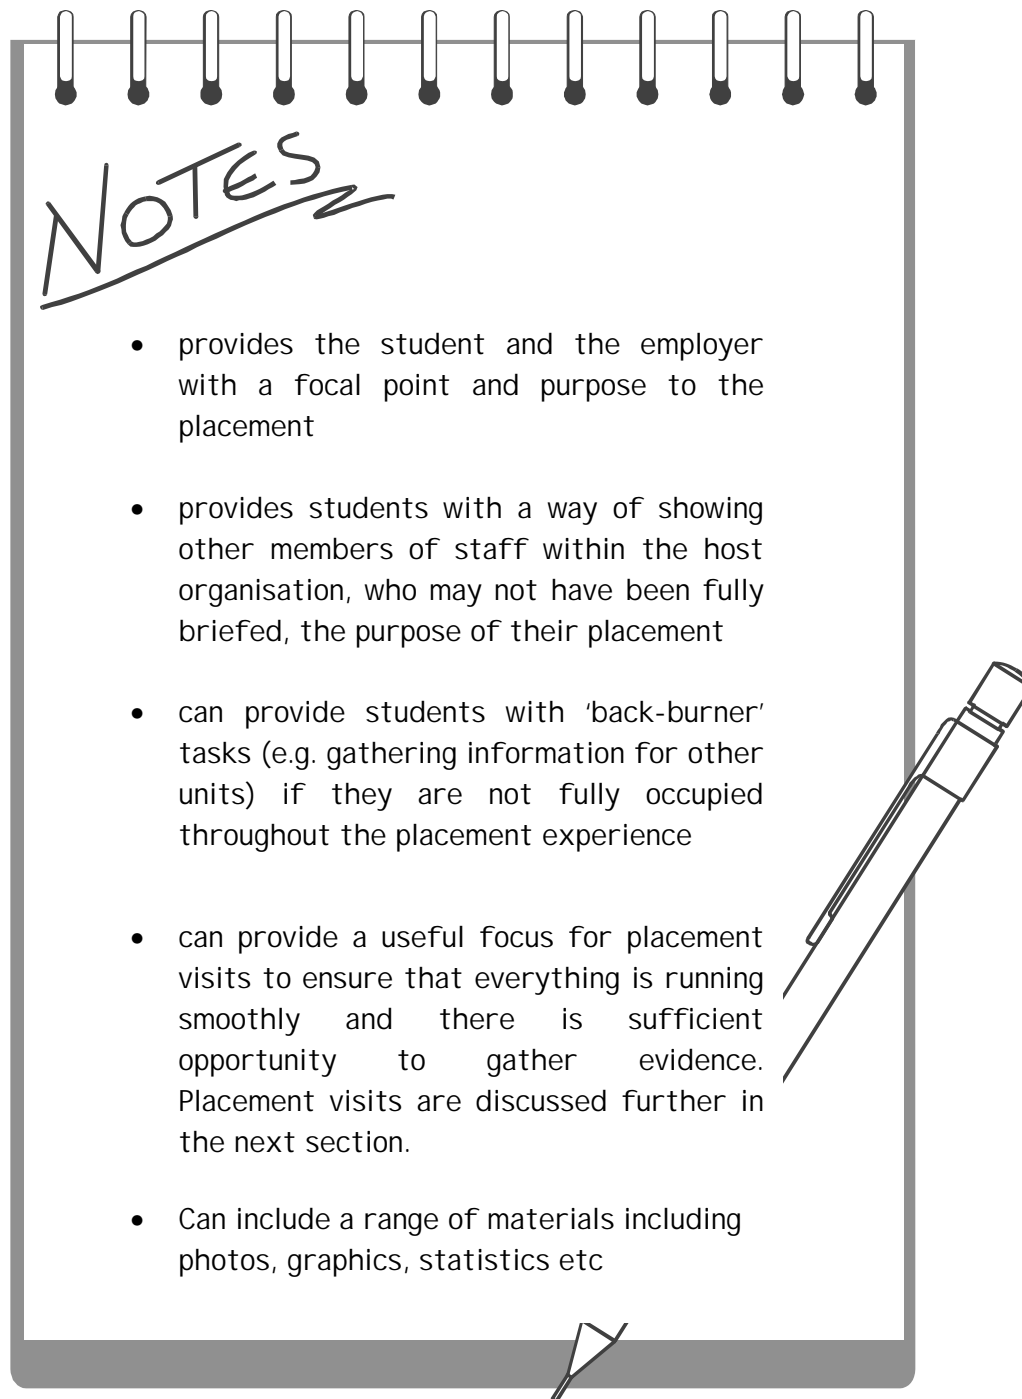 NOTES
• provides the student and the employer
with a focal point and purpose to the
placement
• provides students with a way of showing
other members of staff within the host
organisation, who may not have been fully
briefed, the purpose of their placement
• can provide students with ‘back-burner’
tasks (e.g. gathering information for other
units) if they are not fully occupied
throughout the placement experience
• can provide a useful focus for placement
visits to ensure that everything is running
smoothly and there is sufficient
opportunity to gather evidence.
Placement visits are discussed further in
the next section.
• Can include a range of materials including
photos, graphics, statistics etc